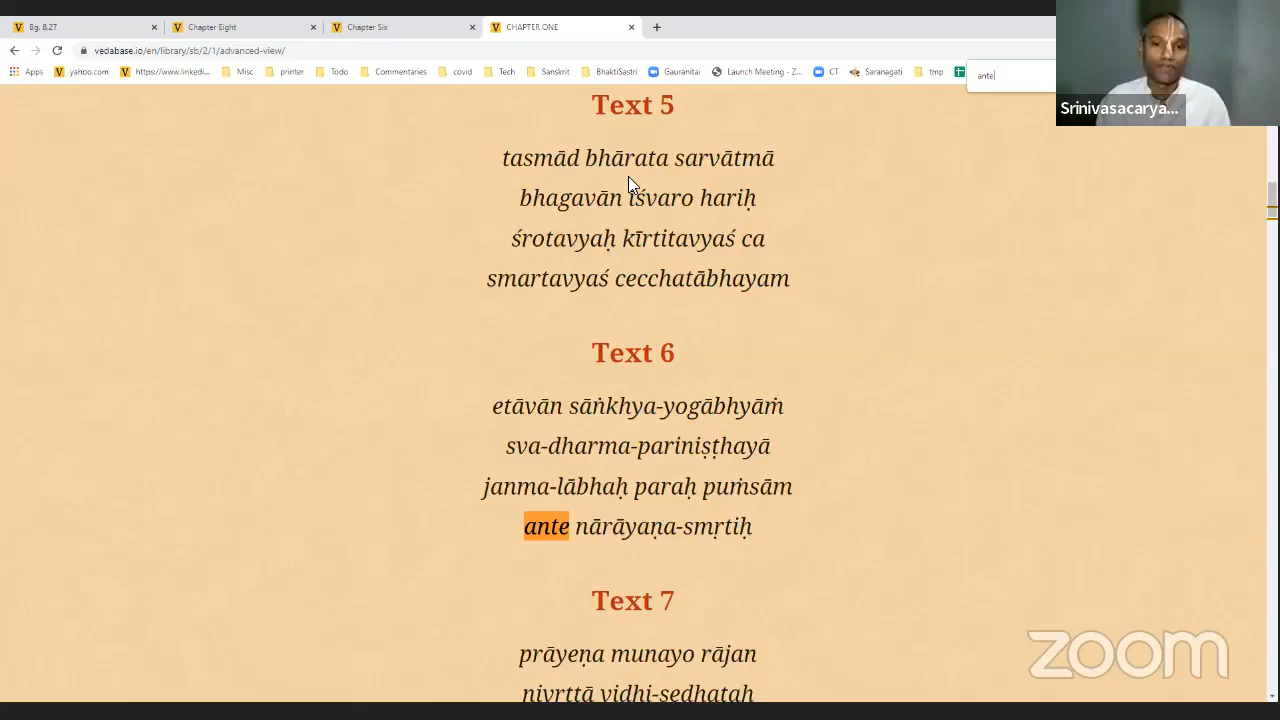 Bg. 8.27
Chapter Eight
Chapter Six
CHAPTER ONE
vedabase.io/en/library/sb/2/1/advanced-view/
Apps yahoo.com https://www.linkedi... Misc printer Todo Commentaries covid Tech Sanskrit BhaktiSastri Gauranitai Launch Meeting - Z... CT Saranagati tmp
ante
Srinivasacarya...
Text 5
tasmād bhārata sarvātmā
bhagavān īśvaro hariḥ
śrotavyaḥ kīrtitavyaś ca
smartavyaś cecchatābhayam
Text 6
etāvān sāṅkhya-yogābhyāṁ
sva-dharma-pariniṣṭhayā
janma-lābhaḥ paraḥ puṁsām
ante nārāyaṇa-smṛtiḥ
Text 7
prāyeṇa munayo rājan
nivṛttā vidhi-ṣedhataḥ
zoom